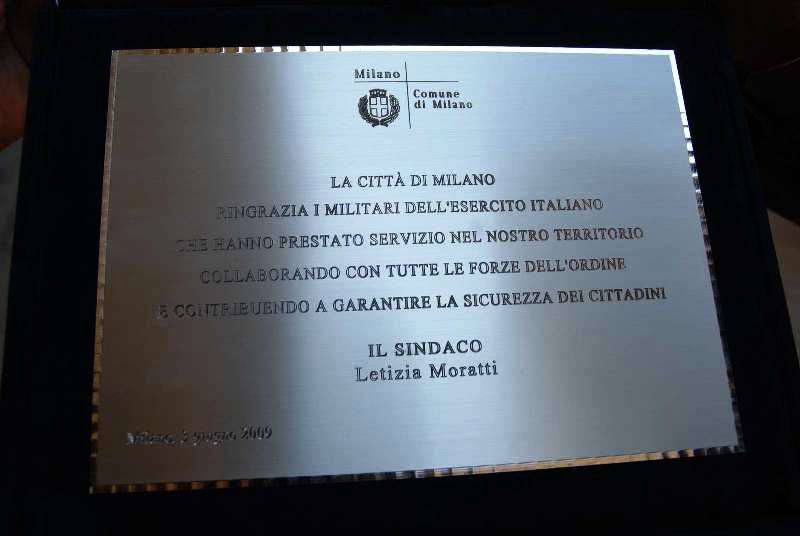 Milano
Comune
di Milano
LA CITTÀ DI MILANO
RINGRAZIA I MILITARI DELL'ESERCITO ITALIANO
CHE HANNO PRESTATO SERVIZIO NEL NOSTRO TERRITORIO
COLLABORANDO CON TUTTE LE FORZE DELL'ORDINE
E CONTRIBUENDO A GARANTIRE LA SICUREZZA DEI CITTADINI
IL SINDACO
Letizia Moratti
Milano, 3 giugno 2009